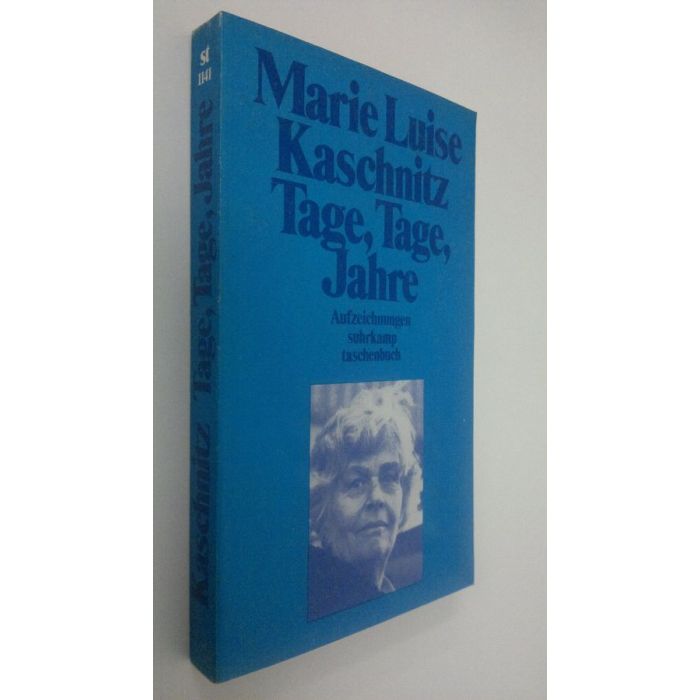 Marie Luise
Kaschnitz
Tage, Tage,
Jahre
Aufzeichnungen
suhrkamp
taschenbuch
st
1141
Kaschnitz Tage, Tage, Jahre